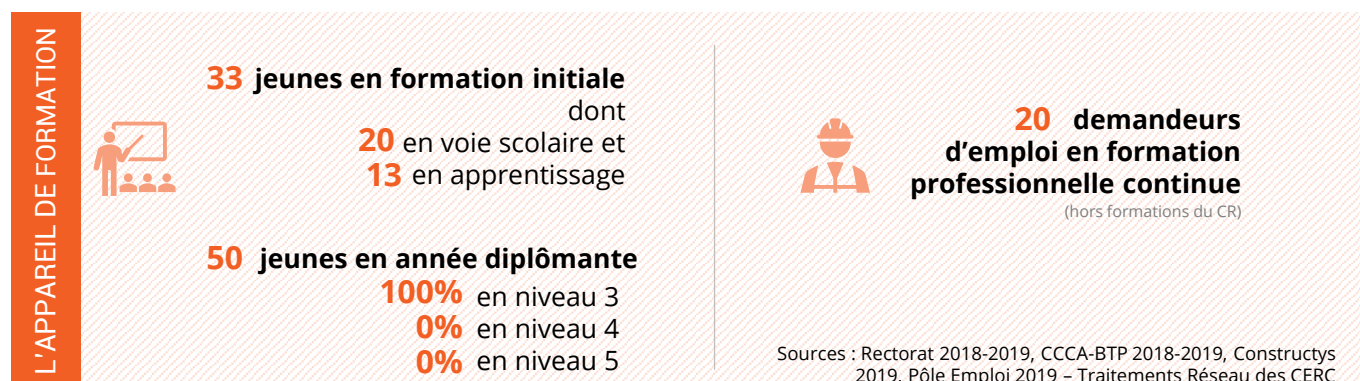 L'APPAREIL DE FORMATION
33 jeunes en formation initiale
dont
20 en voie scolaire et
13 en apprentissage
50 jeunes en année diplômante
100% en niveau 3
0% en niveau 4
0% en niveau 5
20 demandeurs
d'emploi en formation
professionnelle continue
(hors formations du CR)
Sources : Rectorat 2018-2019, CCCA-BTP 2018-2019, Constructys
2019, Pôle Emploi 2019 – Traitements Réseau des CERC